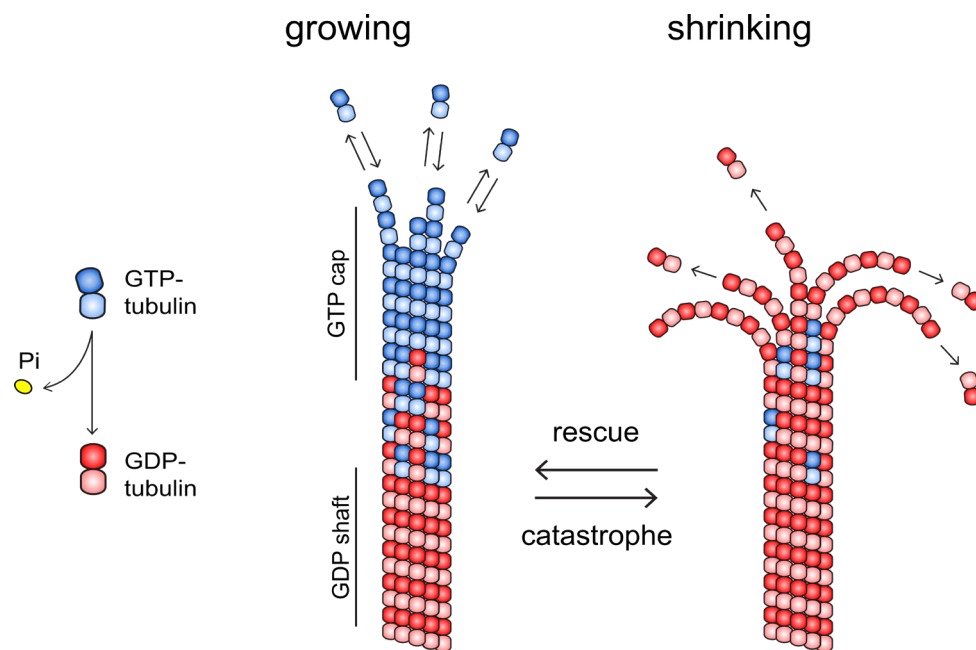 growing
shrinking
GTP cap
GTP-
tubulin
Pi
GDP-
tubulin
rescue
catastrophe
GDP shaft